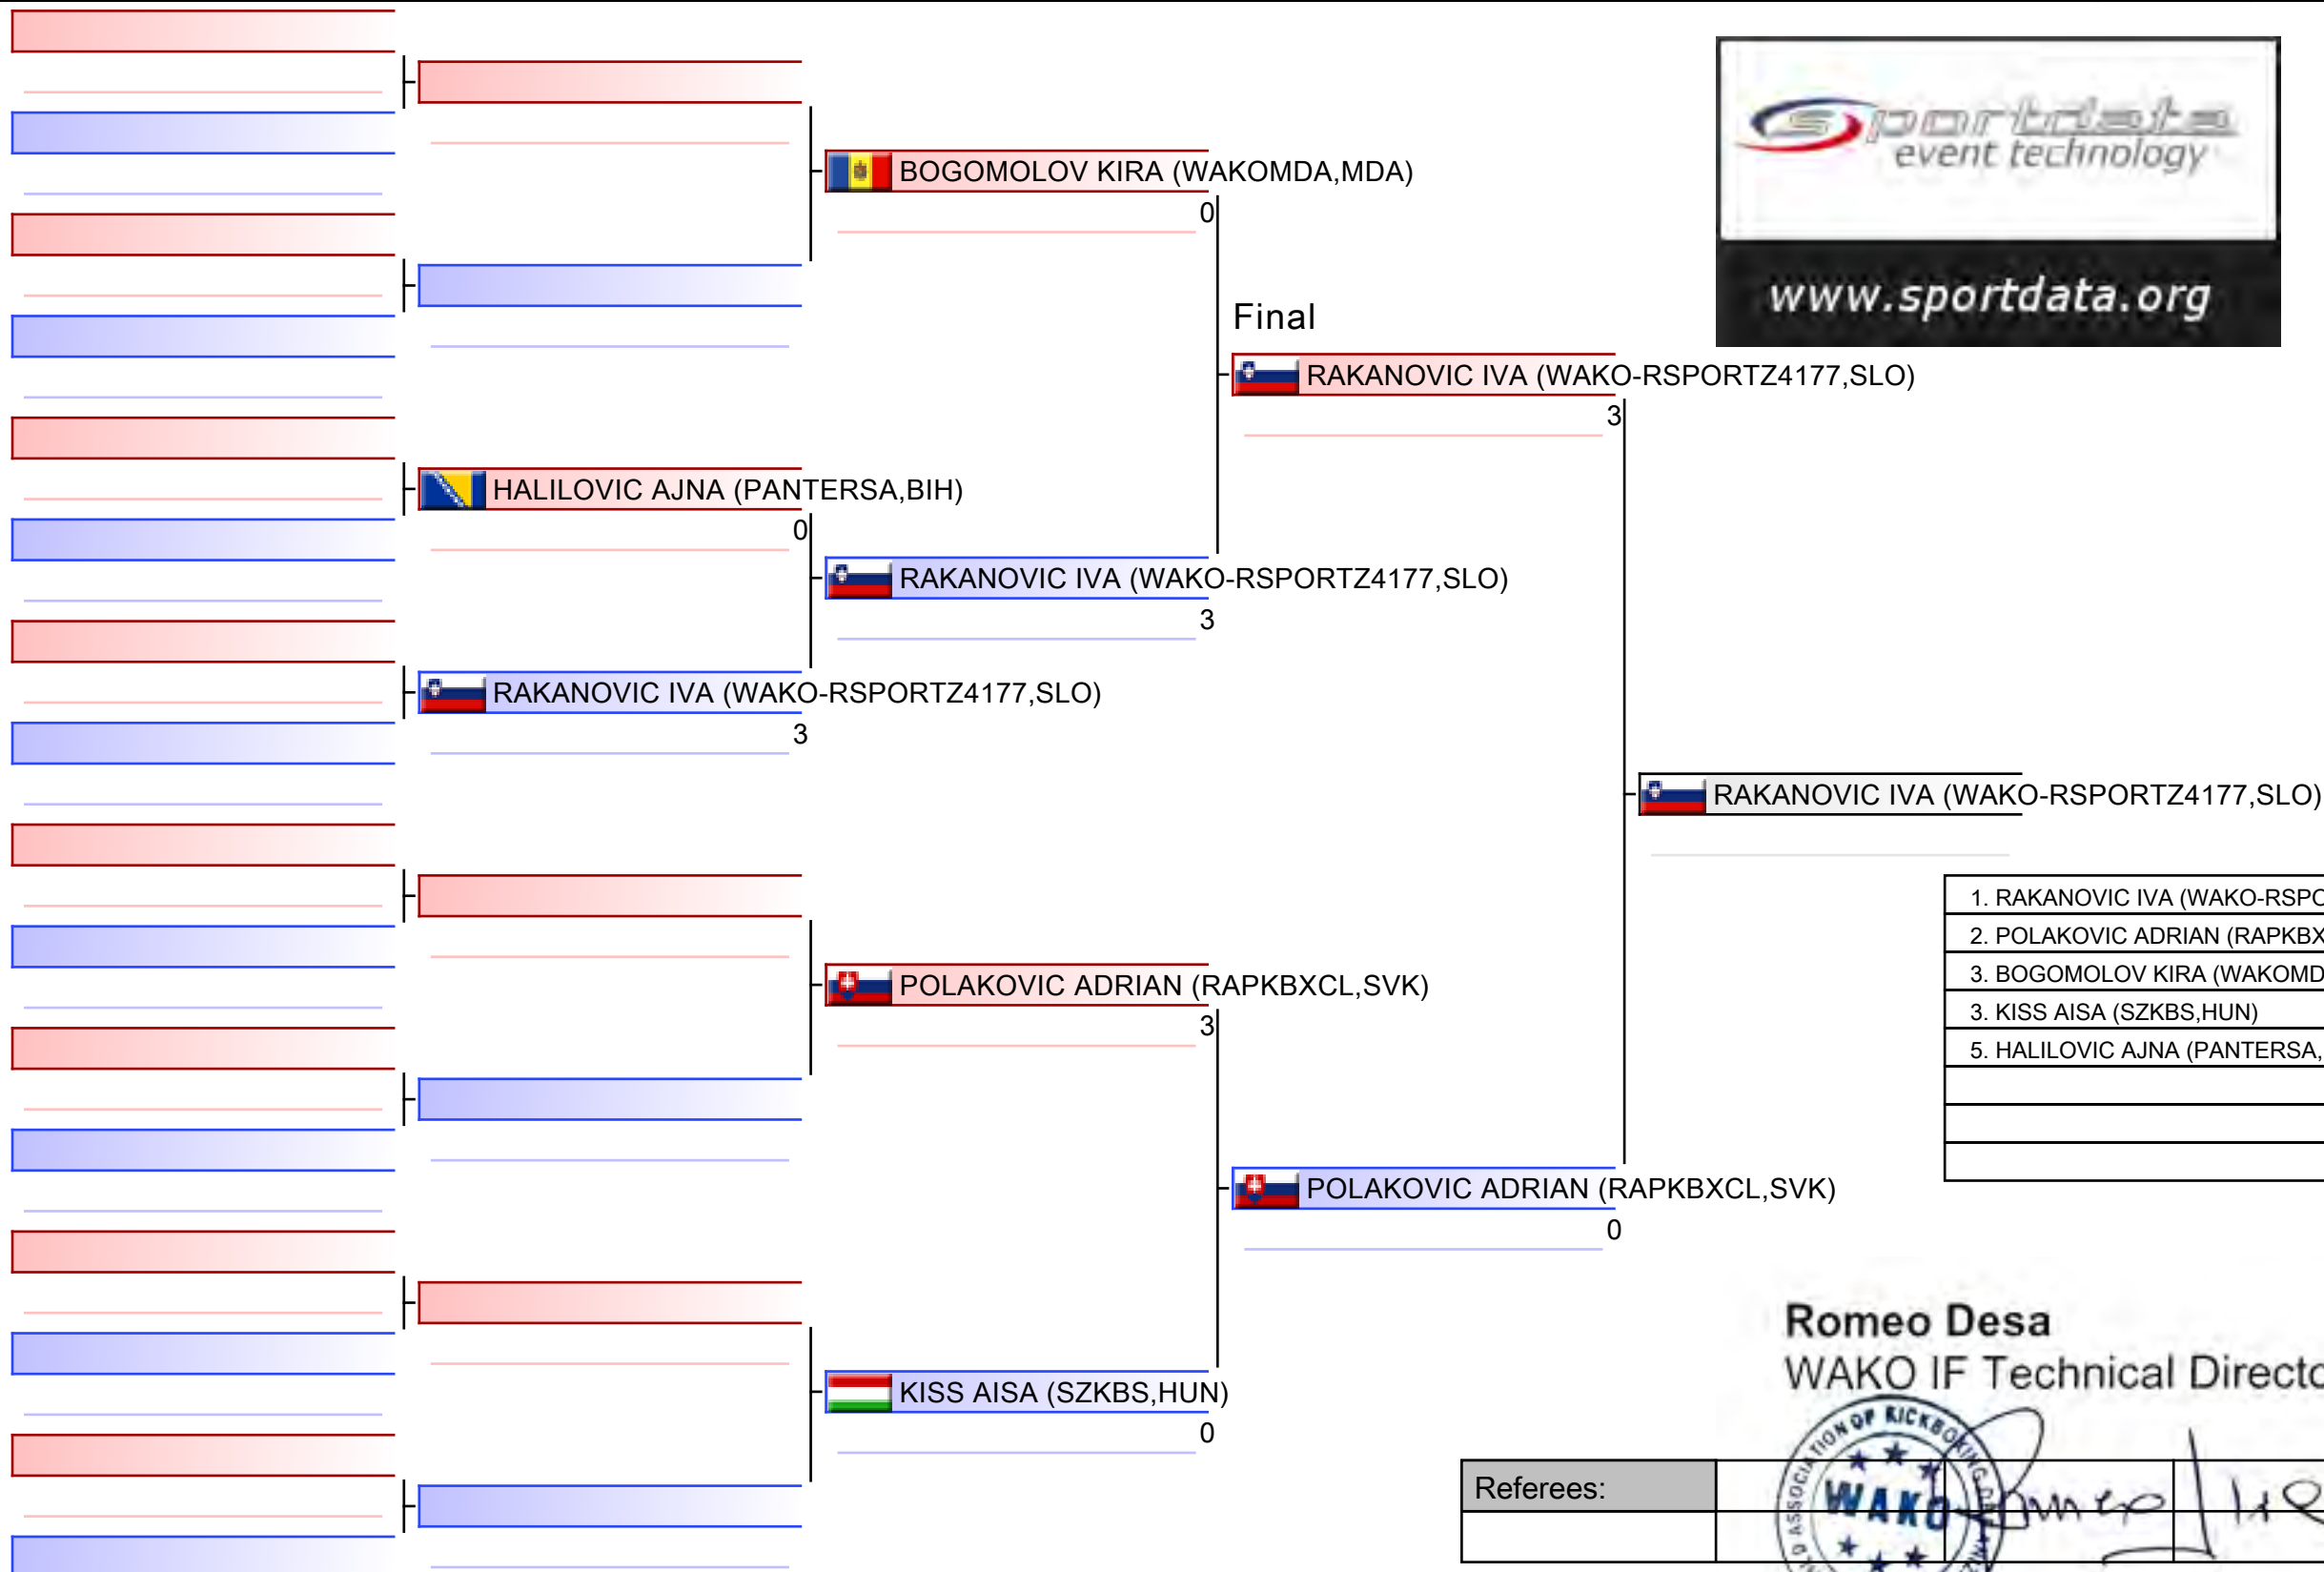 sportdata
event technology
www.sportdata.org
BOGOMOLOV KIRA (WAKOMDA,MDA)
0
Final
RAKANOVIC IVA (WAKO-RSPORTZ4177,SLO)
3
HALILOVIC AJNA (PANTERSA,BIH)
0
RAKANOVIC IVA (WAKO-RSPORTZ4177,SLO)
3
RAKANOVIC IVA (WAKO-RSPORTZ4177,SLO)
3
RAKANOVIC IVA (WAKO-RSPORTZ4177,SLO)
1. RAKANOVIC IVA (WAKO-RSPO
2. POLAKOVIC ADRIAN (RAPKBX
3. BOGOMOLOV KIRA (WAKOMD
3. KISS AISA (SZKBS,HUN)
5. HALILOVIC AJNA (PANTERSA,
POLAKOVIC ADRIAN (RAPKBXCL,SVK)
3
POLAKOVIC ADRIAN (RAPKBXCL,SVK)
0
KISS AISA (SZKBS,HUN)
0
Romeo Desa
WAKO IF Technical Directo
Referees:
ASSOCIATION OF KICKBOXING
WAKO